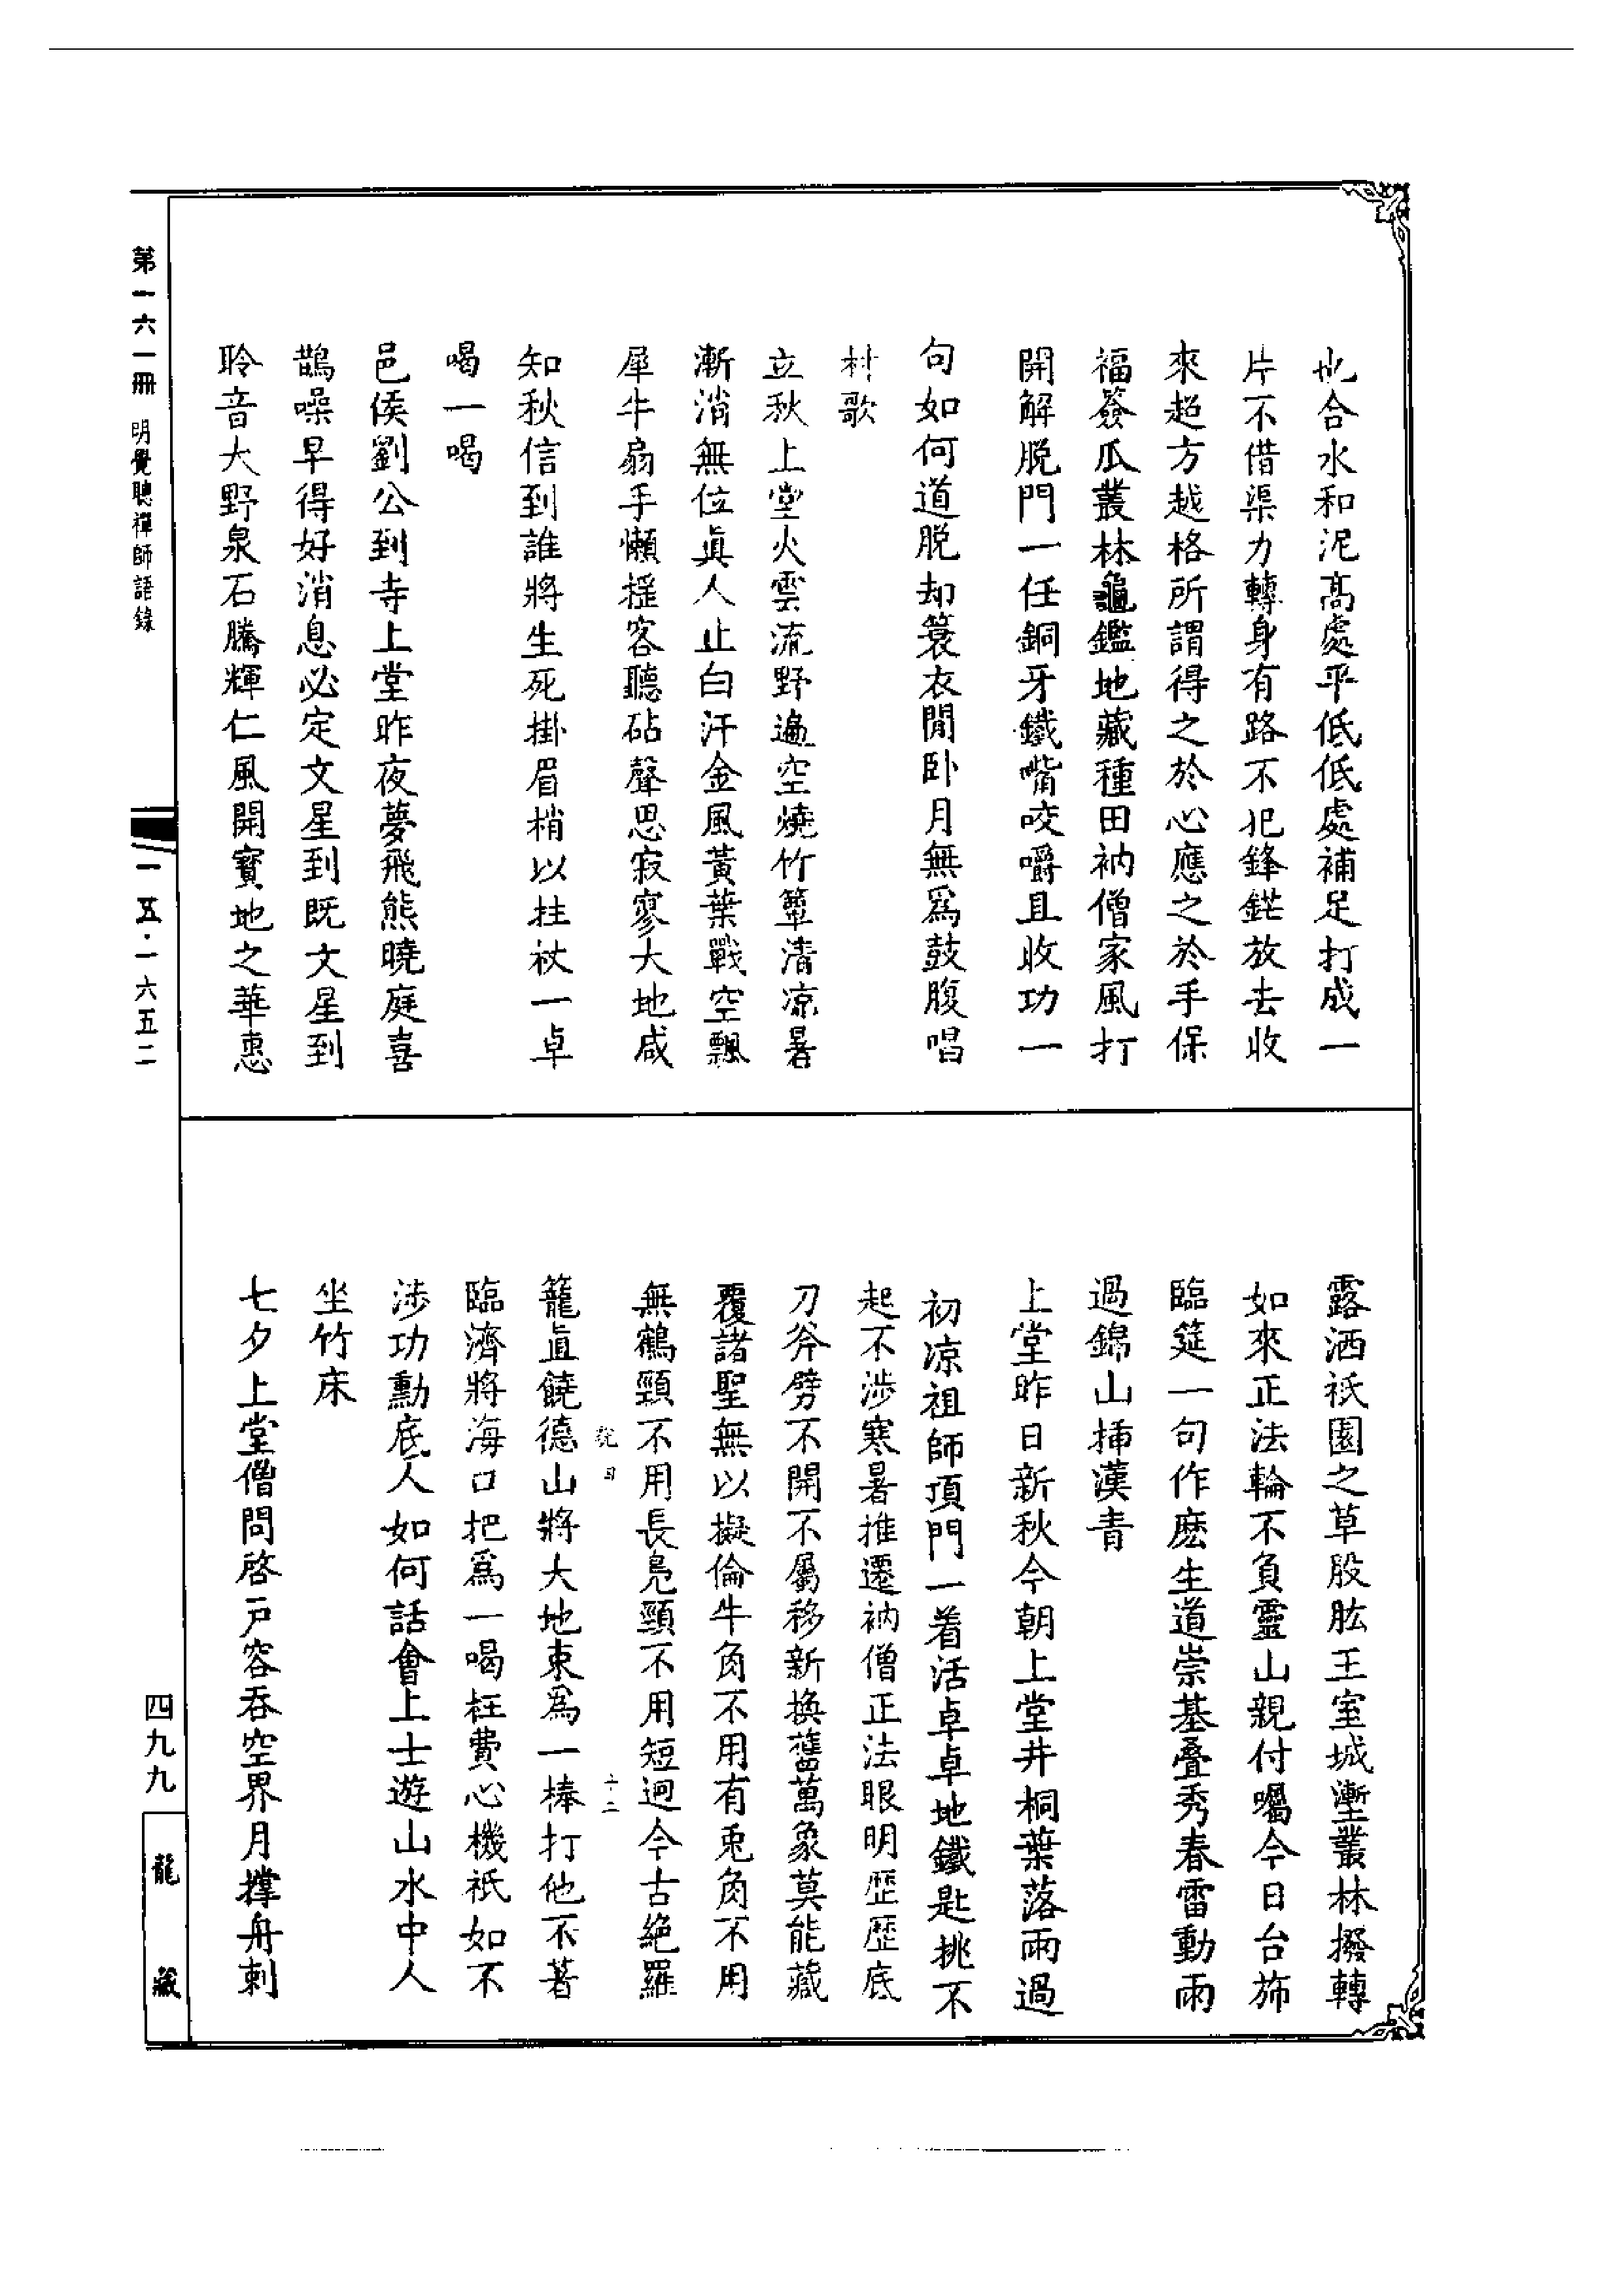 也合水和泥高處平低低處補足打成一
片不借渠力轉身有路不犯鋒鋩放去收
來超方越格所謂得之於心應之於手保
福簽瓜叢林龜鑑地藏種田衲僧家風打
開解脫門一任銅牙鐵嘴咬嚼且收功一
句如何道脫却簑衣閒卧月無爲鼓腹唱
村歌
立秋上堂火雲流野遍空燒竹簟清凉暑
漸消無位眞人止白汗金風黃葉戰空飄
犀牛扇手懶摇客聽砧聲思寂寥大地咸
知秋信到誰將生死掛眉梢以拄杖一卓
喝一喝
邑侯劉公到寺上堂昨夜夢飛熊曉庭喜
鵲噪早得好消息必定文星到既文星到
聆音大野泉石騰輝仁風開寶地之華惠
露洒祇園之草股肱王室城塹叢林撥轉
如來正法輪不負靈山親付囑今日台斾
臨筵一句作麽生道崇基叠秀春雷動雨
過錦山插漢青
上堂昨日新秋今朝上堂井桐葉落雨過
初凉祖師頂門一着活卓卓地鐵匙挑不
起不涉寒暑推遷衲僧正法眼明歴歴底
刀斧劈不開不屬移新換舊萬象莫能藏
覆諸聖無以擬倫牛角不用有兎角不用
無鶴頸不用長鳧頸不用短迥今古絕羅
籠直饒德山將大地束爲一棒打他不著
臨濟將海口把爲一喝枉費心機祇如不
涉功勳底人如何話會上士遊山水中人
坐竹床
七夕上堂僧問啓戶容吞空界月撑舟剌
第一六一冊 明覺聰禪師語錄
一五·一六五二
四九九
龍藏